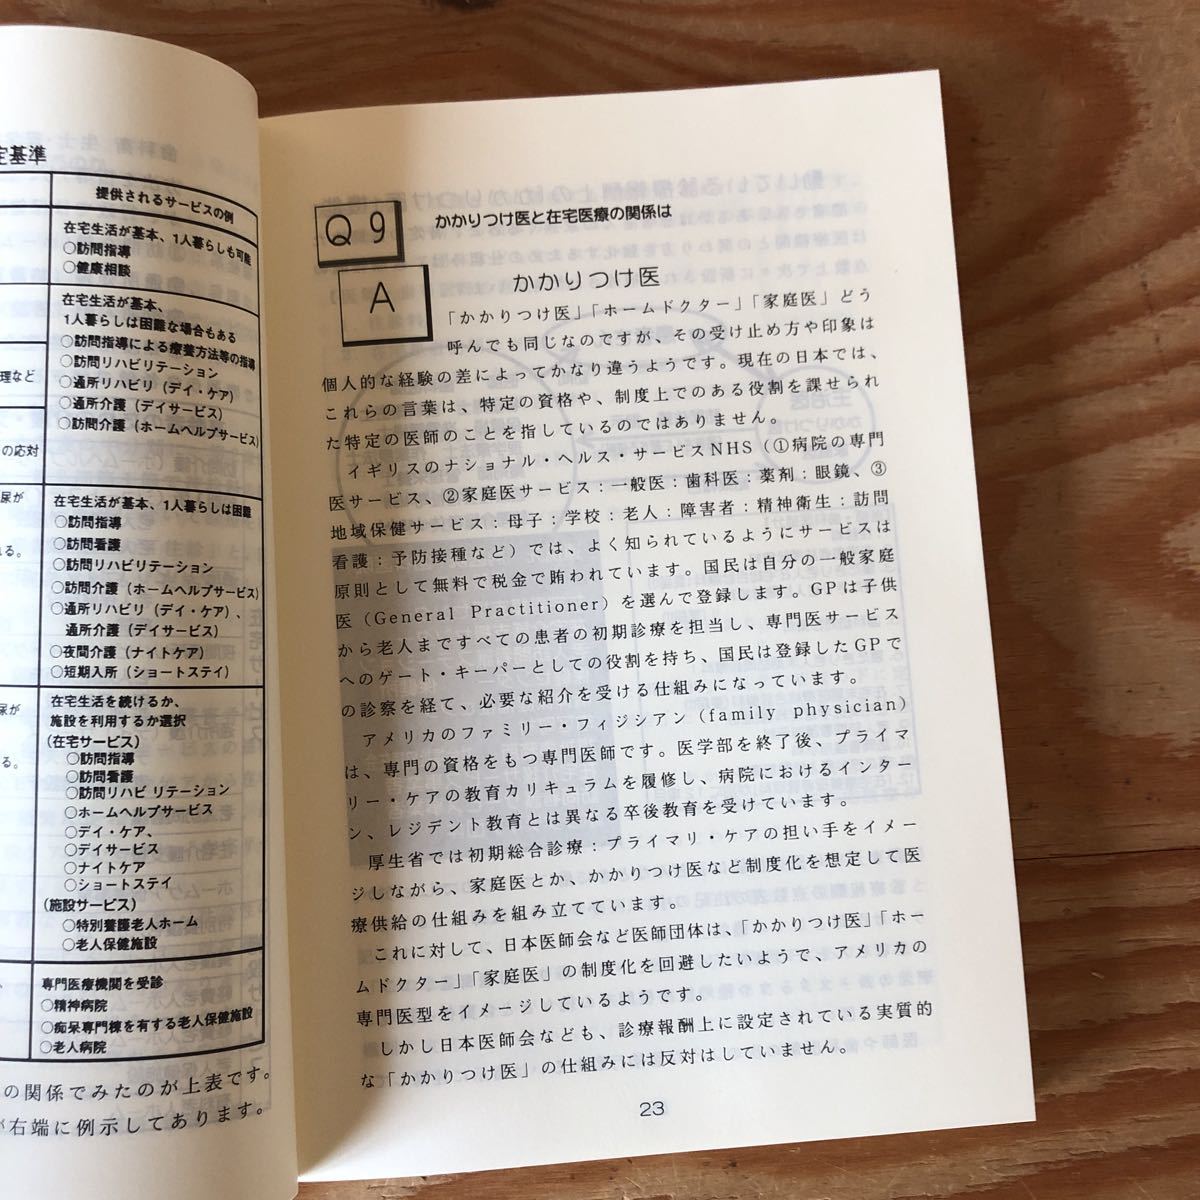 定基準
提供されるサービスの例
在宅生活が基本、1人暮らしも可能
○訪問指導
○健康相談
在宅生活が基本、
1人暮らしは困難な場合もある
○訪問指導による療養方法等の指導
○訪問リハビリテーション
○通所リハビリ（デイ・ケア）
○通所介護（デイサービス）
○訪問介護（ホームヘルプサービス）
理など
の応対
在宅生活が基本、1人暮らしは困難
○訪問指導
○訪問看護
○訪問リハビリテーション
○訪問介護（ホームヘルプサービス）
○通所リハビリ（デイ・ケア）、
通所介護（デイサービス）
○夜間介護（ナイトケア）
○短期入所（ショートステイ）
尿が
る。
在宅生活を続けるか、
施設を利用するか選択
（在宅サービス）
○訪問指導
○訪問看護
○訪問リハビリテーション
○ホームヘルプサービス
○デイ・ケア、
○デイサービス
○ナイトケア
○ショートステイ
（施設サービス）
○特別養護老人ホーム
○老人保健施設
尿が
る。
専門医療機関を受診
○精神病院
○痴呆専門棟を有する老人保健施設
○老人病院
の関係でみたのが上表です。
が右端に例示してあります。
Q9
かかりつけ医と在宅医療の関係は
A
かかりつけ医
「かかりつけ医」「ホームドクター」「家庭医」どう
呼んでも同じなのですが、その受け止め方や印象は
個人的な経験の差によってかなり違うようです。現在の日本では、
これらの言葉は、特定の資格や、制度上でのある役割を課せられ
た特定の医師のことを指しているのではありません。
イギリスのナショナル・ヘルス・サービスNHS（①病院の専門
医サービス、②家庭医サービス：一般医：歯科医：薬剤：眼鏡、③
地域保健サービス：母子：学校：老人：障害者：精神衛生：訪問
看護：予防接種など）では、よく知られているようにサービスは
原則として無料で税金で賄われています。国民は自分の一般家庭
医（General Practitioner）を選んで登録します。GPは子供
から老人まですべての患者の初期診療を担当し、専門医サービス
へのゲート・キーパーとしての役割を持ち、国民は登録したGPで
の診察を経て、必要な紹介を受ける仕組みになっています。
アメリカのファミリー・フィジシアン（family physician）
は、専門の資格をもつ専門医師です。医学部を終了後、プライマ
リー・ケアの教育カリキュラムを履修し、病院におけるインター
ン、レジデント教育とは異なる卒後教育を受けています。
厚生省では初期総合診療：プライマリ・ケアの担い手をイメー
ジしながら、家庭医とか、かかりつけ医など制度化を想定して医
療供給の仕組みを組み立てています。
これに対して、日本医師会など医師団体は、「かかりつけ医」「ホー
ムドクター」「家庭医」の制度化を回避したいようで、アメリカの
専門医型をイメージしているようです。
しかし日本医師会なども、診療報酬上に設定されている実質的
な「かかりつけ医」の仕組みには反対はしていません。
23